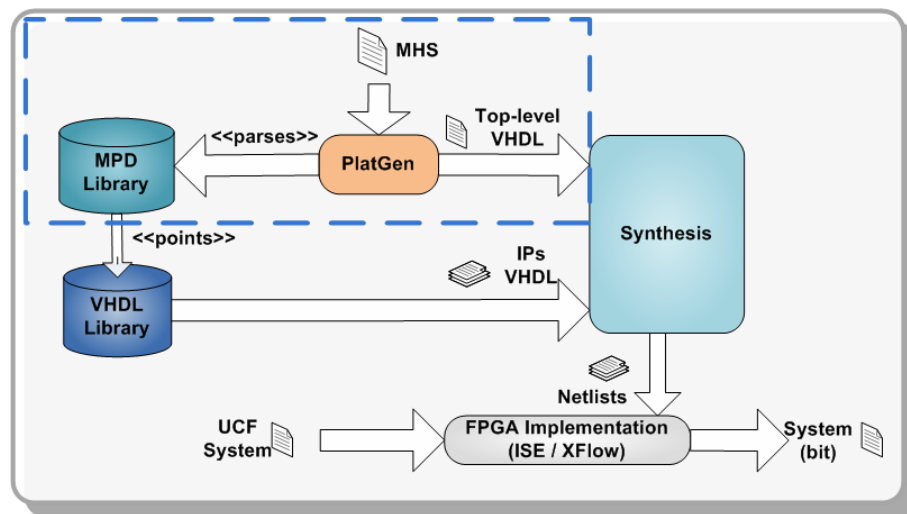 MHS
Top-level
VHDL
<<parses>>
PlatGen
MPD
Library
Synthesis
<<points>>
IPs
VHDL
VHDL
Library
Netlists
UCF
System
FPGA Implementation
(ISE / XFlow)
System
(bit)